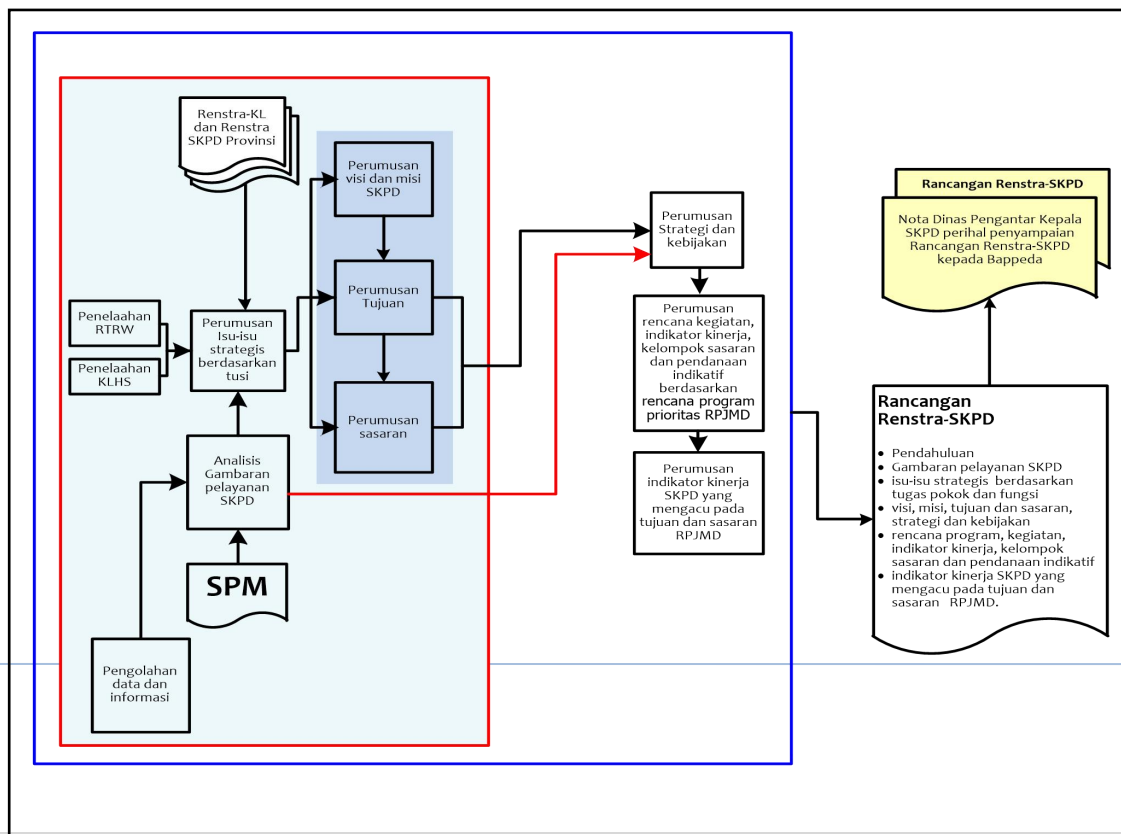 Renstra-KL
dan Renstra
SKPD Provinsi
Perumusan
visi dan misi
SKPD
Perumusan
Tujuan
Perumusan
sasaran
Penelaahan
RTRW
Penelaahan
KLHS
Perumusan
Isu-isu
strategis
berdasarkan
tusi
Analisis
Gambaran
pelayanan
SKPD
SPM
Pengolahan
data dan
informasi
Perumusan
Strategi dan
kebijakan
Perumusan
rencana kegiatan,
indikator kinerja,
kelompok sasaran
dan pendanaan
indikatif
berdasarkan
rencana program
prioritas RPJMD
Perumusan
indikator kinerja
SKPD yang
mengacu pada
tujuan dan sasaran
RPJMD
Rancangan Renstra-SKPD
Nota Dinas Pengantar Kepala
SKPD perihal penyampaian
Rancangan Renstra-SKPD
kepada Bappeda
Rancangan
Renstra-SKPD
• Pendahuluan
• Gambaran pelayanan SKPD
• isu-isu strategis berdasarkan
tugas pokok dan fungsi
• visi, misi, tujuan dan sasaran,
strategi dan kebijakan
• rencana program, kegiatan,
indikator kinerja, kelompok
sasaran dan pendanaan indikatif
• indikator kinerja SKPD yang
mengacu pada tujuan dan
sasaran RPJMD.